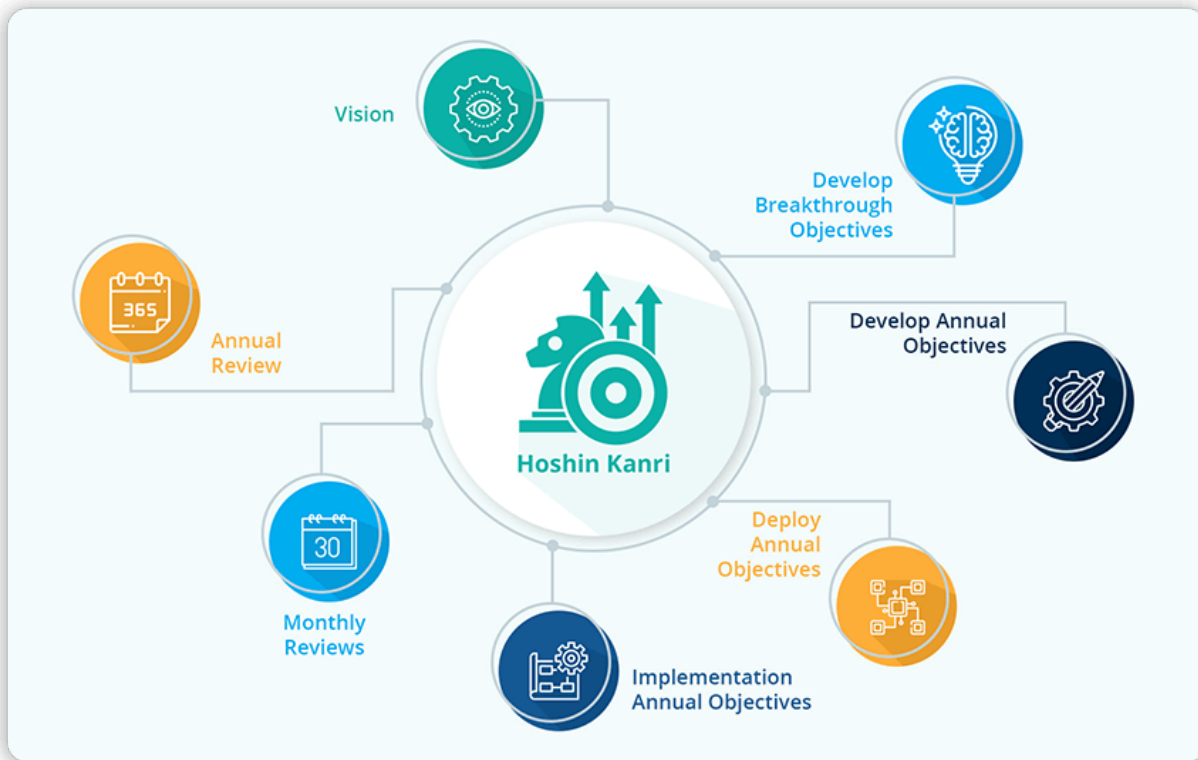 Vision
Develop
Breakthrough
Objectives
Develop Annual
Objectives
Deploy
Annual
Objectives
Implementation
Annual Objectives
30
Monthly
Reviews
365
Annual
Review
Hoshin Kanri